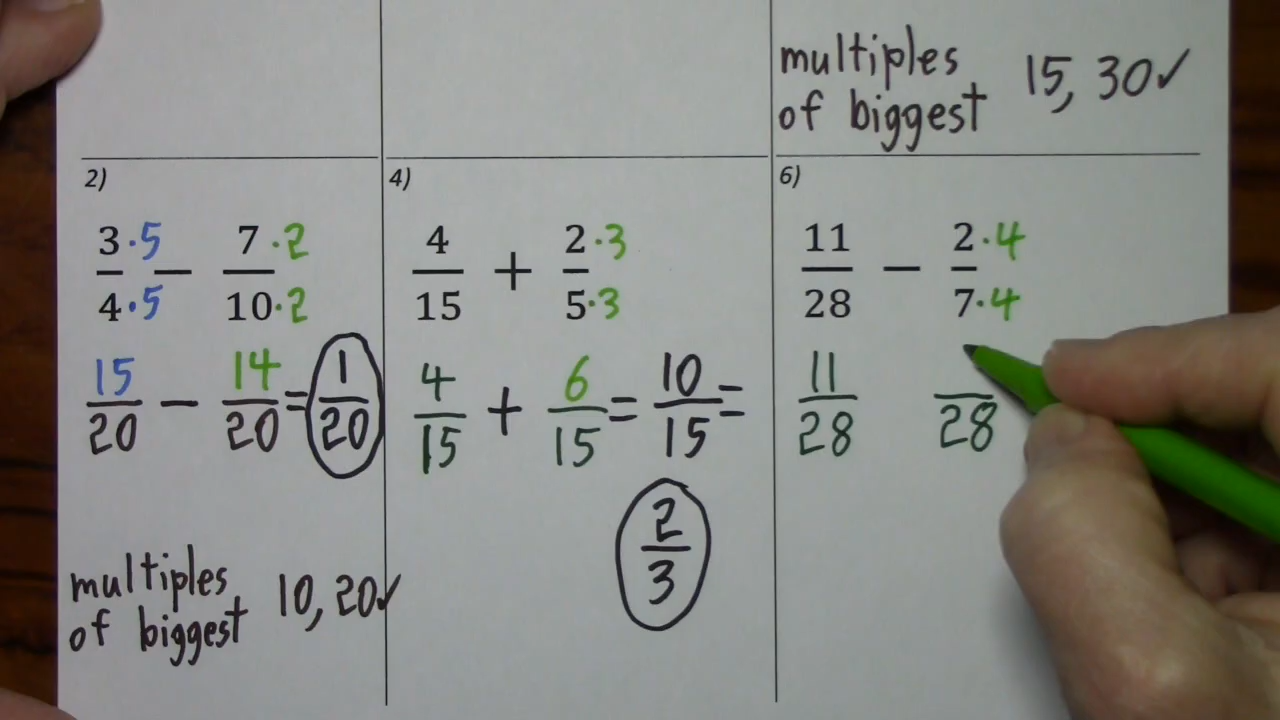 multiples 15, 30✓
of biggest
2)
3·5 — 7·2
4·5 10·2
15 — 14 = 1
20 20 20
multiples 10, 20✓
of biggest
4)
4 + 2·3
15 5·3
4 + 6 = 10 =
15 15 15
2
3
6)
11 — 2·4
28 7·4
11
28 28